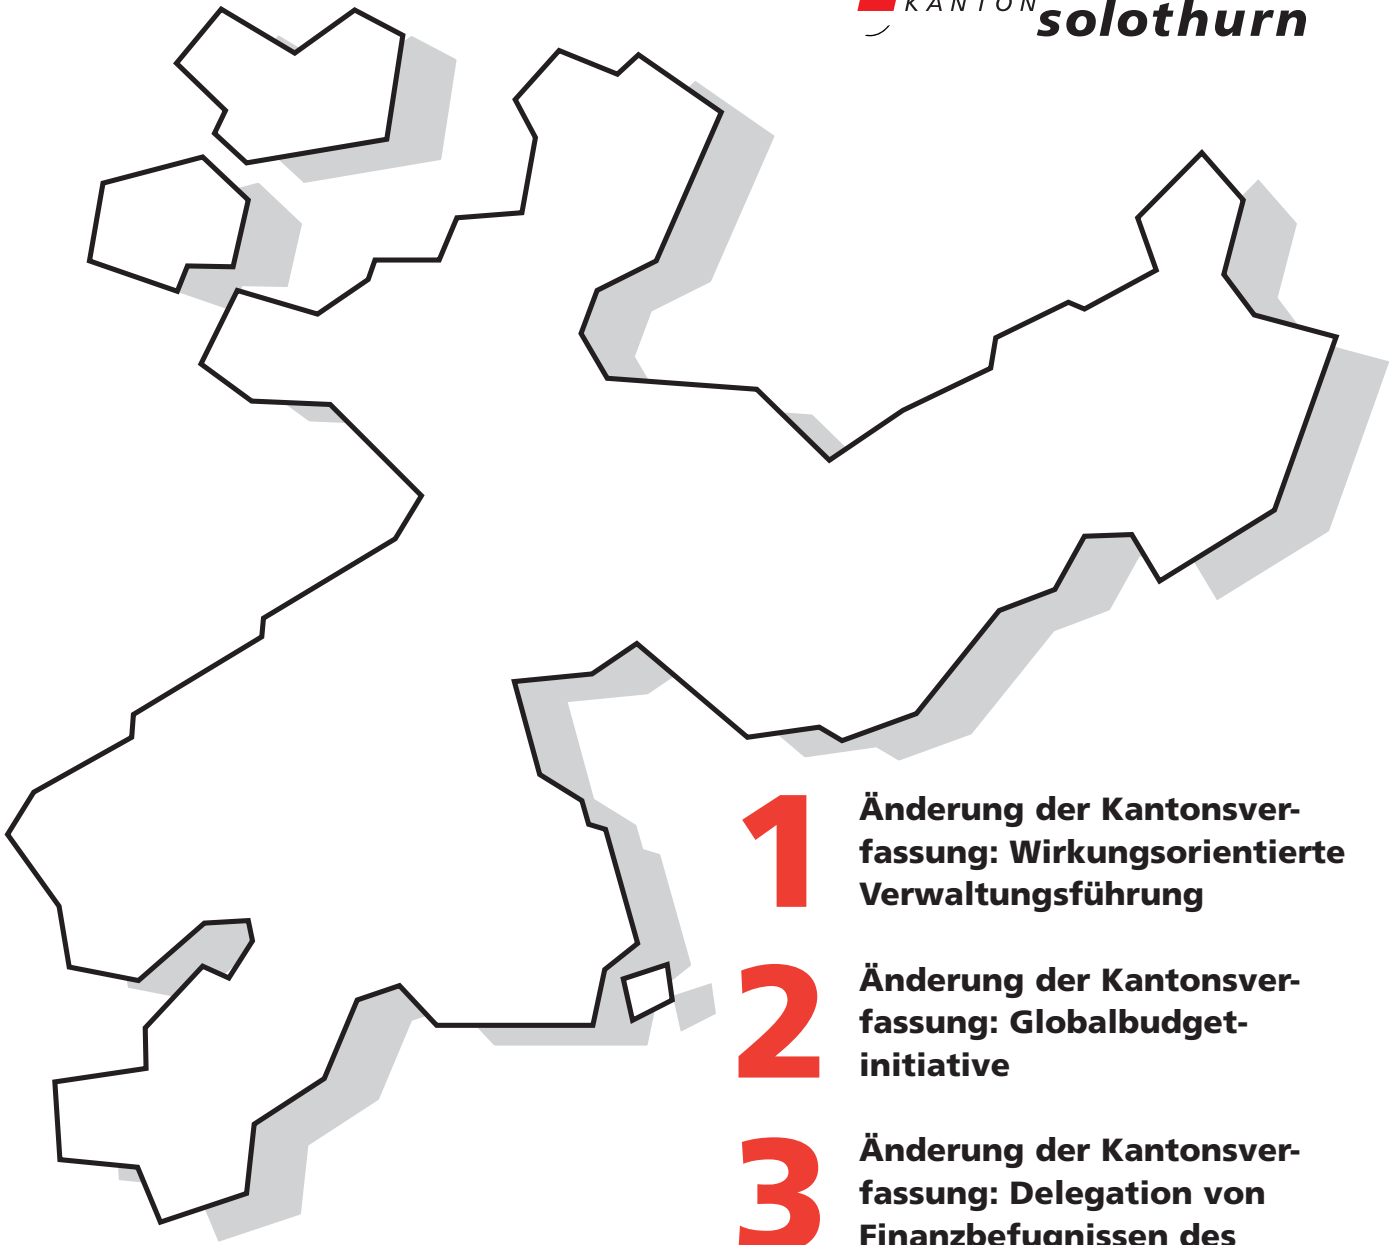 KANTON solothurn
1
Änderung der Kantonsver-
fassung: Wirkungsorientierte
Verwaltungsführung
2
Änderung der Kantonsver-
fassung: Globalbudget-
initiative
3
Änderung der Kantonsver-
fassung: Delegation von
Finanzbefugnissen des